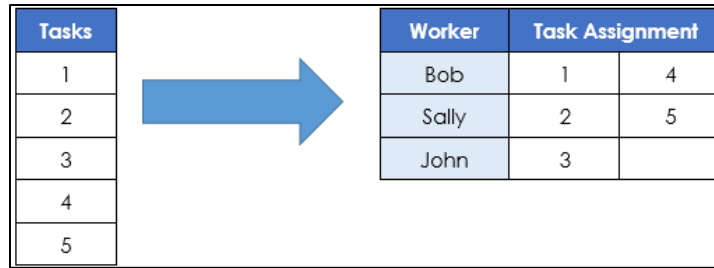 Tasks
1
2
3
4
5
Worker Task Assignment
Bob 1 4
Sally 2 5
John 3